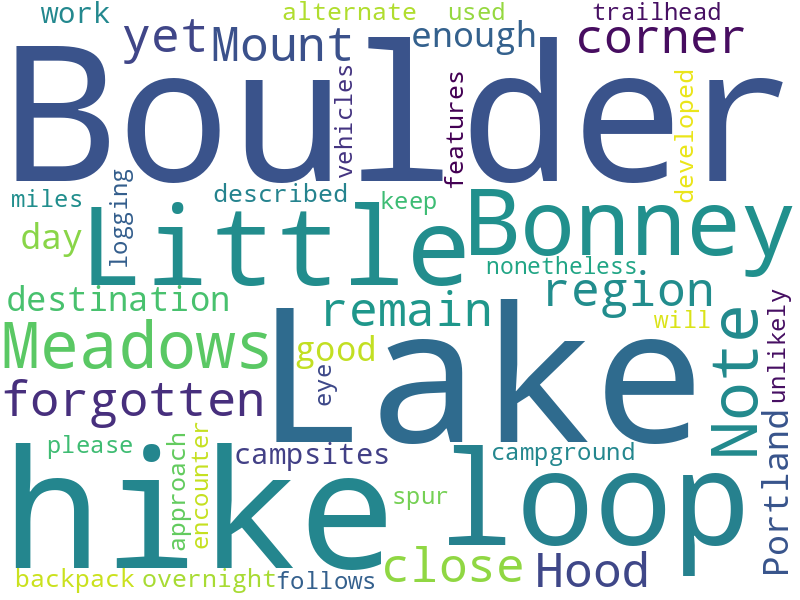 work
alternate
used
trailhead
yet
Mount
enough
corner
Boulder
vehicles
features
developed
miles
logging
described
keep
Bonney
day
Little
nonetheless
destination
remain
region
will
Meadows
good
Lake
Note
unlikely
forgotten
eye
please
approach
encounter
campsites
campground
Portland
hike
spur
loop
backpack
overnight
follows
close
Hood